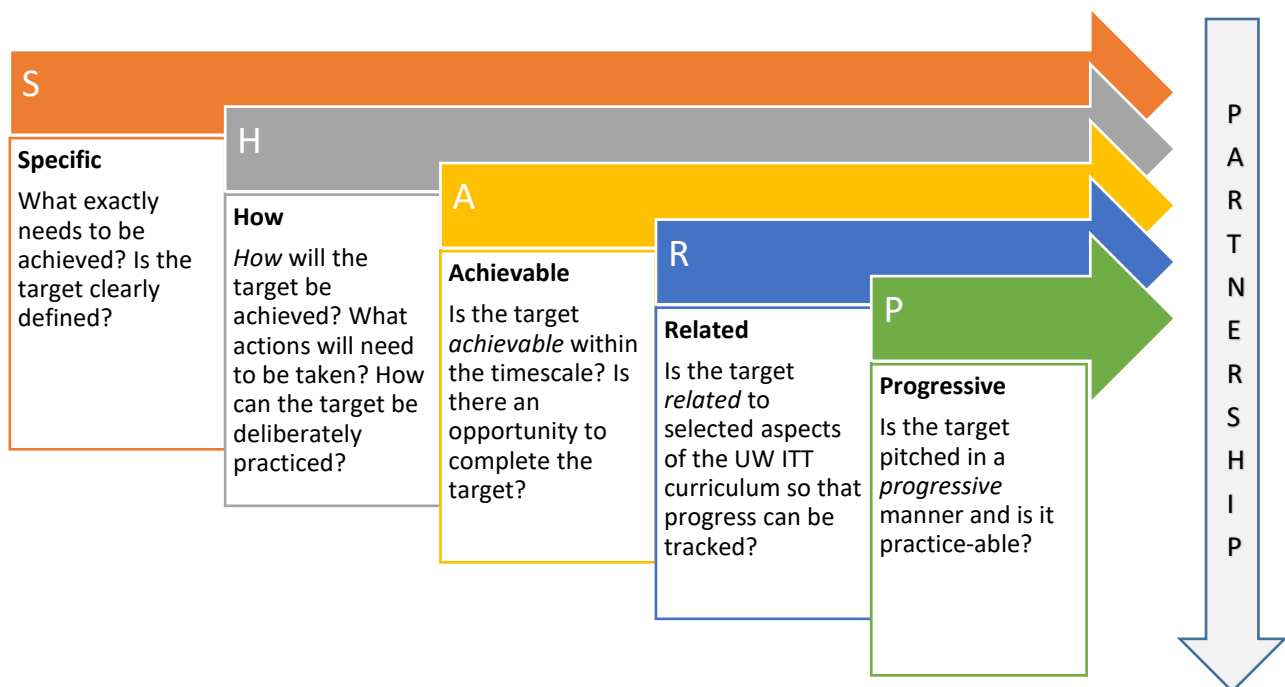 S
Specific
What exactly
needs to be
achieved? Is the
target clearly
defined?
H
How
How will the
target be
achieved? What
actions will need
to be taken? How
can the target be
deliberately
practiced?
A
Achievable
Is the target
achievable within
the timescale? Is
there an
opportunity to
complete the
target?
R
Related
Is the target
related to
selected aspects
of the UW ITT
curriculum so that
progress can be
tracked?
P
Progressive
Is the target
pitched in a
progressive
manner and is it
practice-able?
P
A
R
T
N
E
R
S
H
I
P